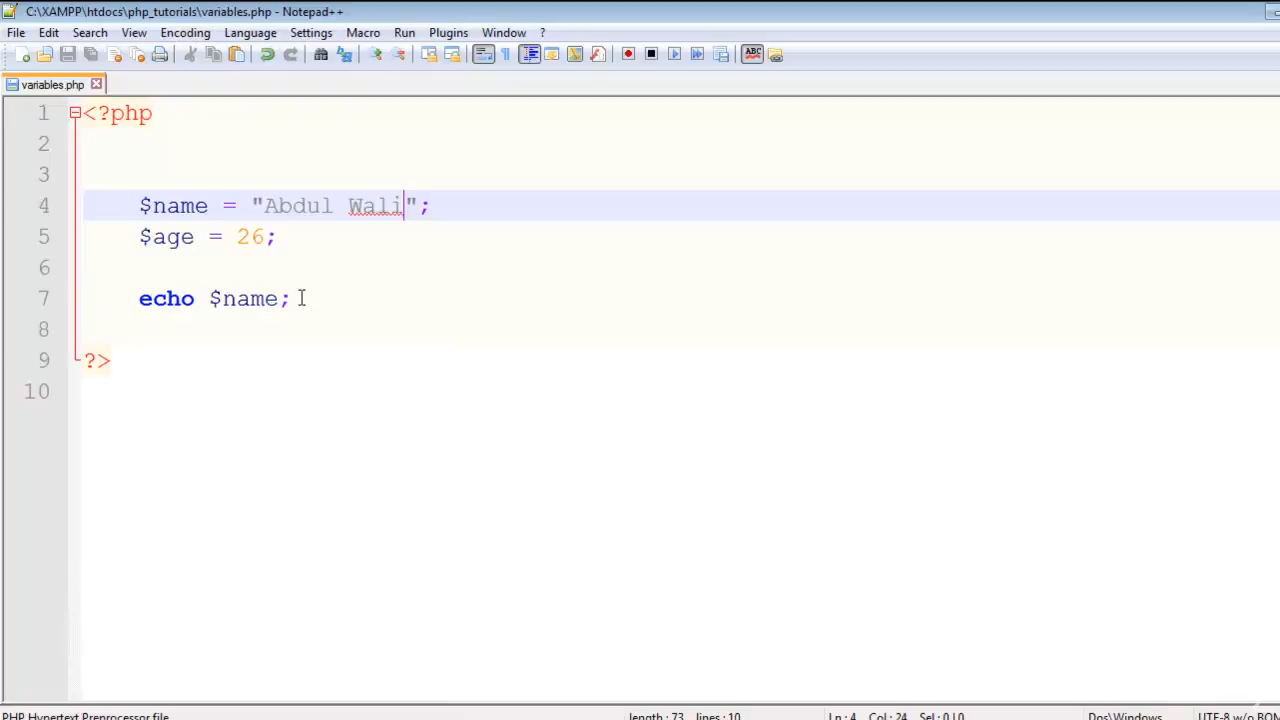 C:\XAMPP\htdocs\php_tutorials\variables.php - Notepad++
File Edit Search View Encoding Language Settings Macro Run Plugins Window ?
ABC
variables.php
1 <?php
2
3
4 $name = "Abdul Wali";
5 $age = 26;
6
7 echo $name;
8
9 ?>
10
PHP Hypertext Preprocessor file length : 73 lines : 10 Ln : 4 Col : 24 Sel : 0 | 0 Dos\Windows UTF-8 w/o BOM